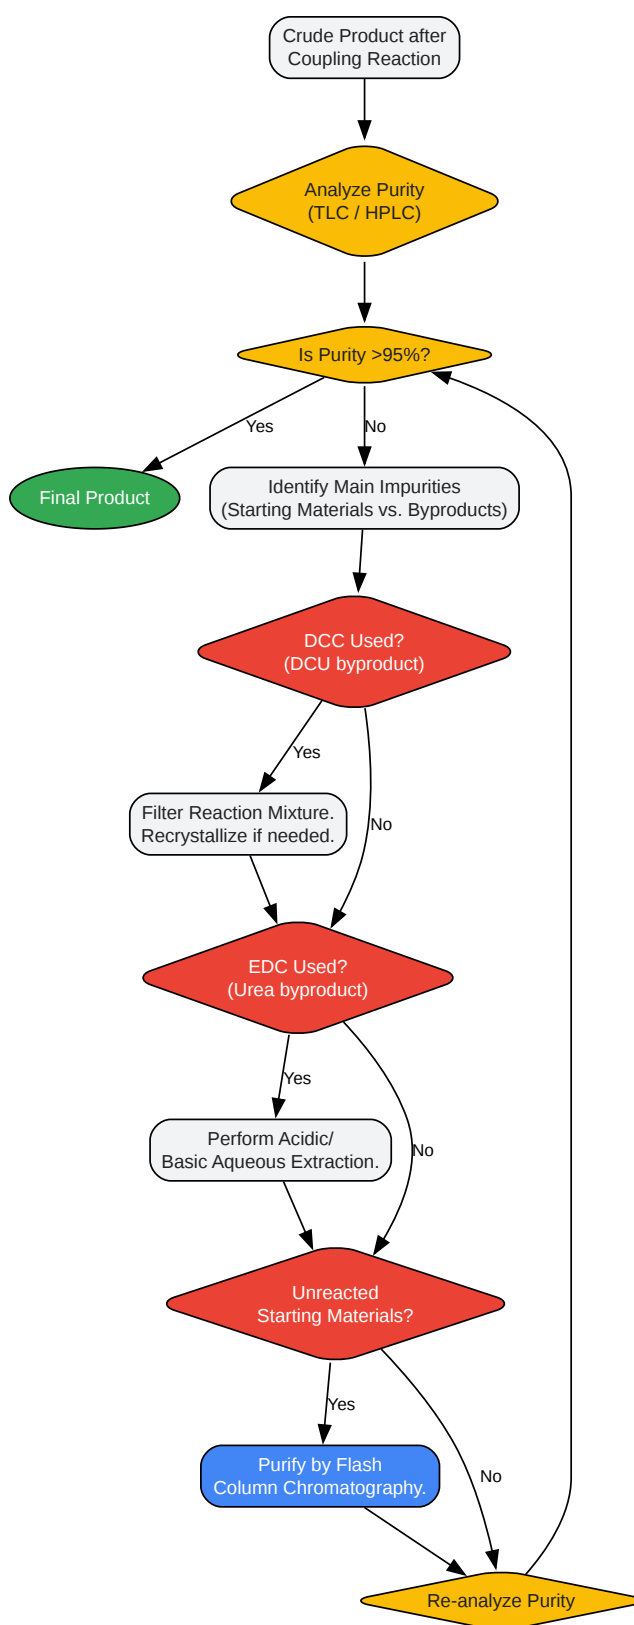 Crude Product after
Coupling Reaction
Analyze Purity
(TLC / HPLC)
Is Purity >95%?
Yes
No
Final Product
Identify Main Impurities
(Starting Materials vs. Byproducts)
DCC Used?
(DCU byproduct)
Yes
Filter Reaction Mixture.
Recrystallize if needed.
No
EDC Used?
(Urea byproduct)
Yes
Perform Acidic/
Basic Aqueous Extraction.
No
Unreacted
Starting Materials?
Yes
Purify by Flash
Column Chromatography.
No
Re-analyze Purity